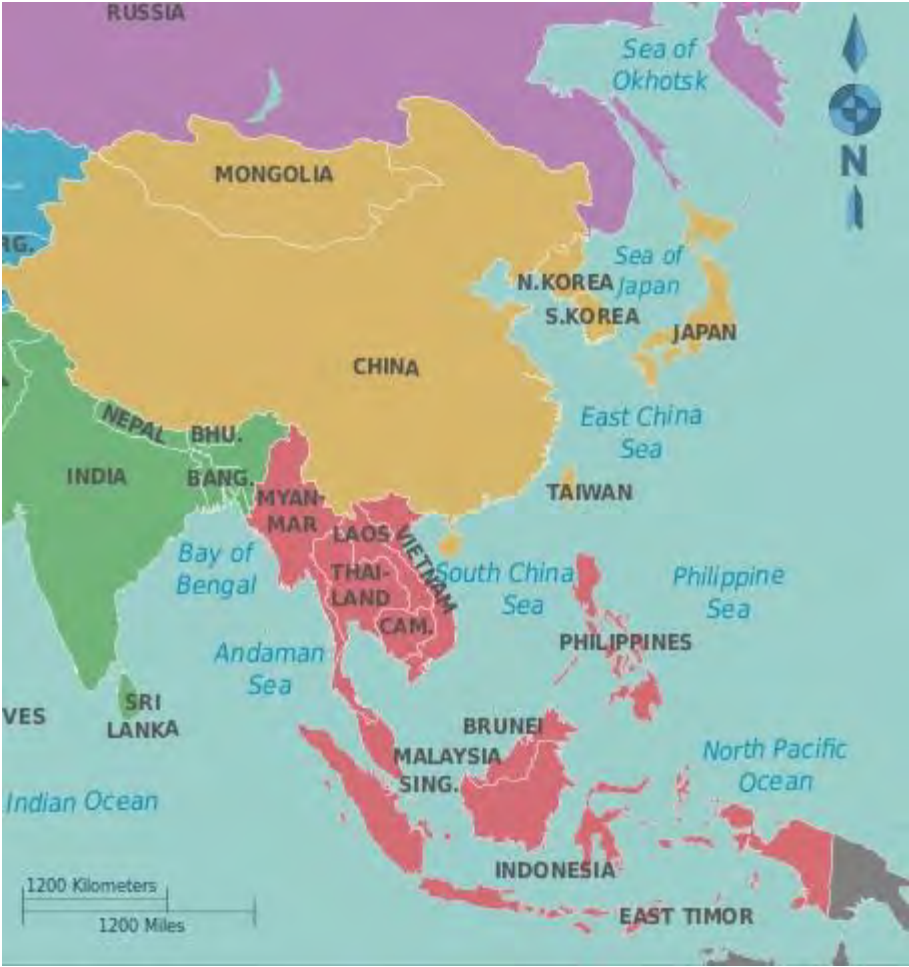 RUSSIA
Sea of
Okhotsk
N
MONGOLIA
RG.
Sea of
Japan
N.KOREA
S.KOREA
JAPAN
CHINA
East China
Sea
NEPAL
BHU.
INDIA
BANG.
TAIWAN
MYAN-
MAR
LAOS
VIETNAM
Bay of
Bengal
THAI-
LAND
South China
Sea
Philippine
Sea
CAM.
PHILIPPINES
Andaman
Sea
VES
SRI
LANKA
BRUNEI
MALAYSIA
SING.
North Pacific
Ocean
Indian Ocean
INDONESIA
1200 Kilometers
1200 Miles
EAST TIMOR